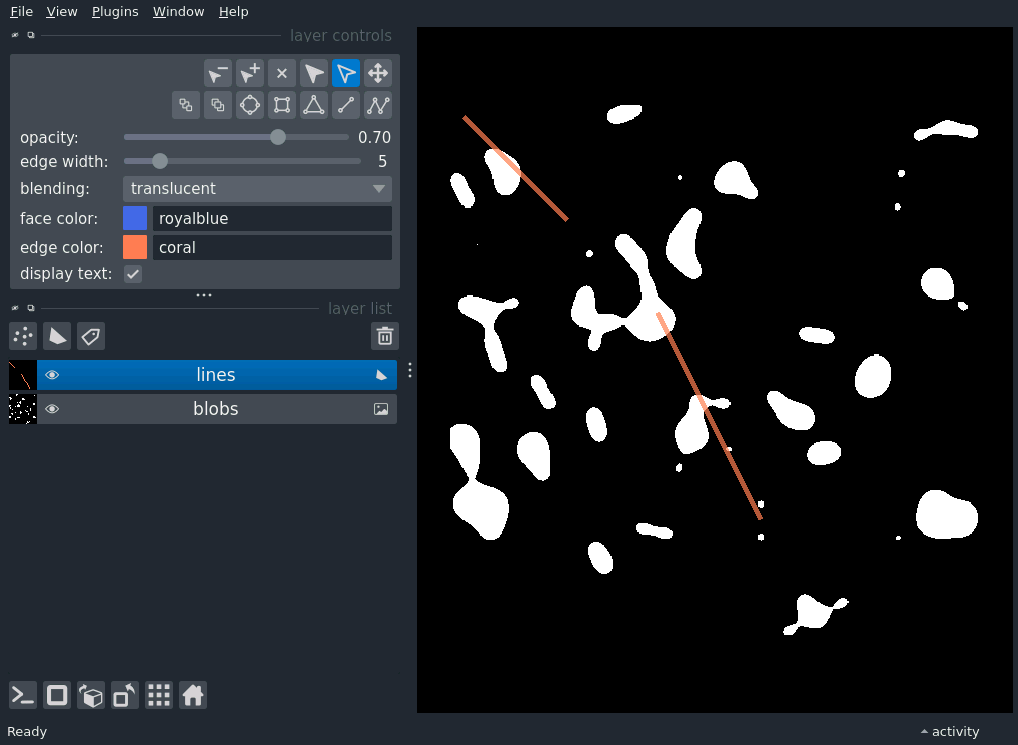 File View Plugins Window Help
layer controls
opacity: 0.70
edge width: 5
blending: translucent
face color: royalblue
edge color: coral
display text:
layer list
lines
blobs
Ready activity